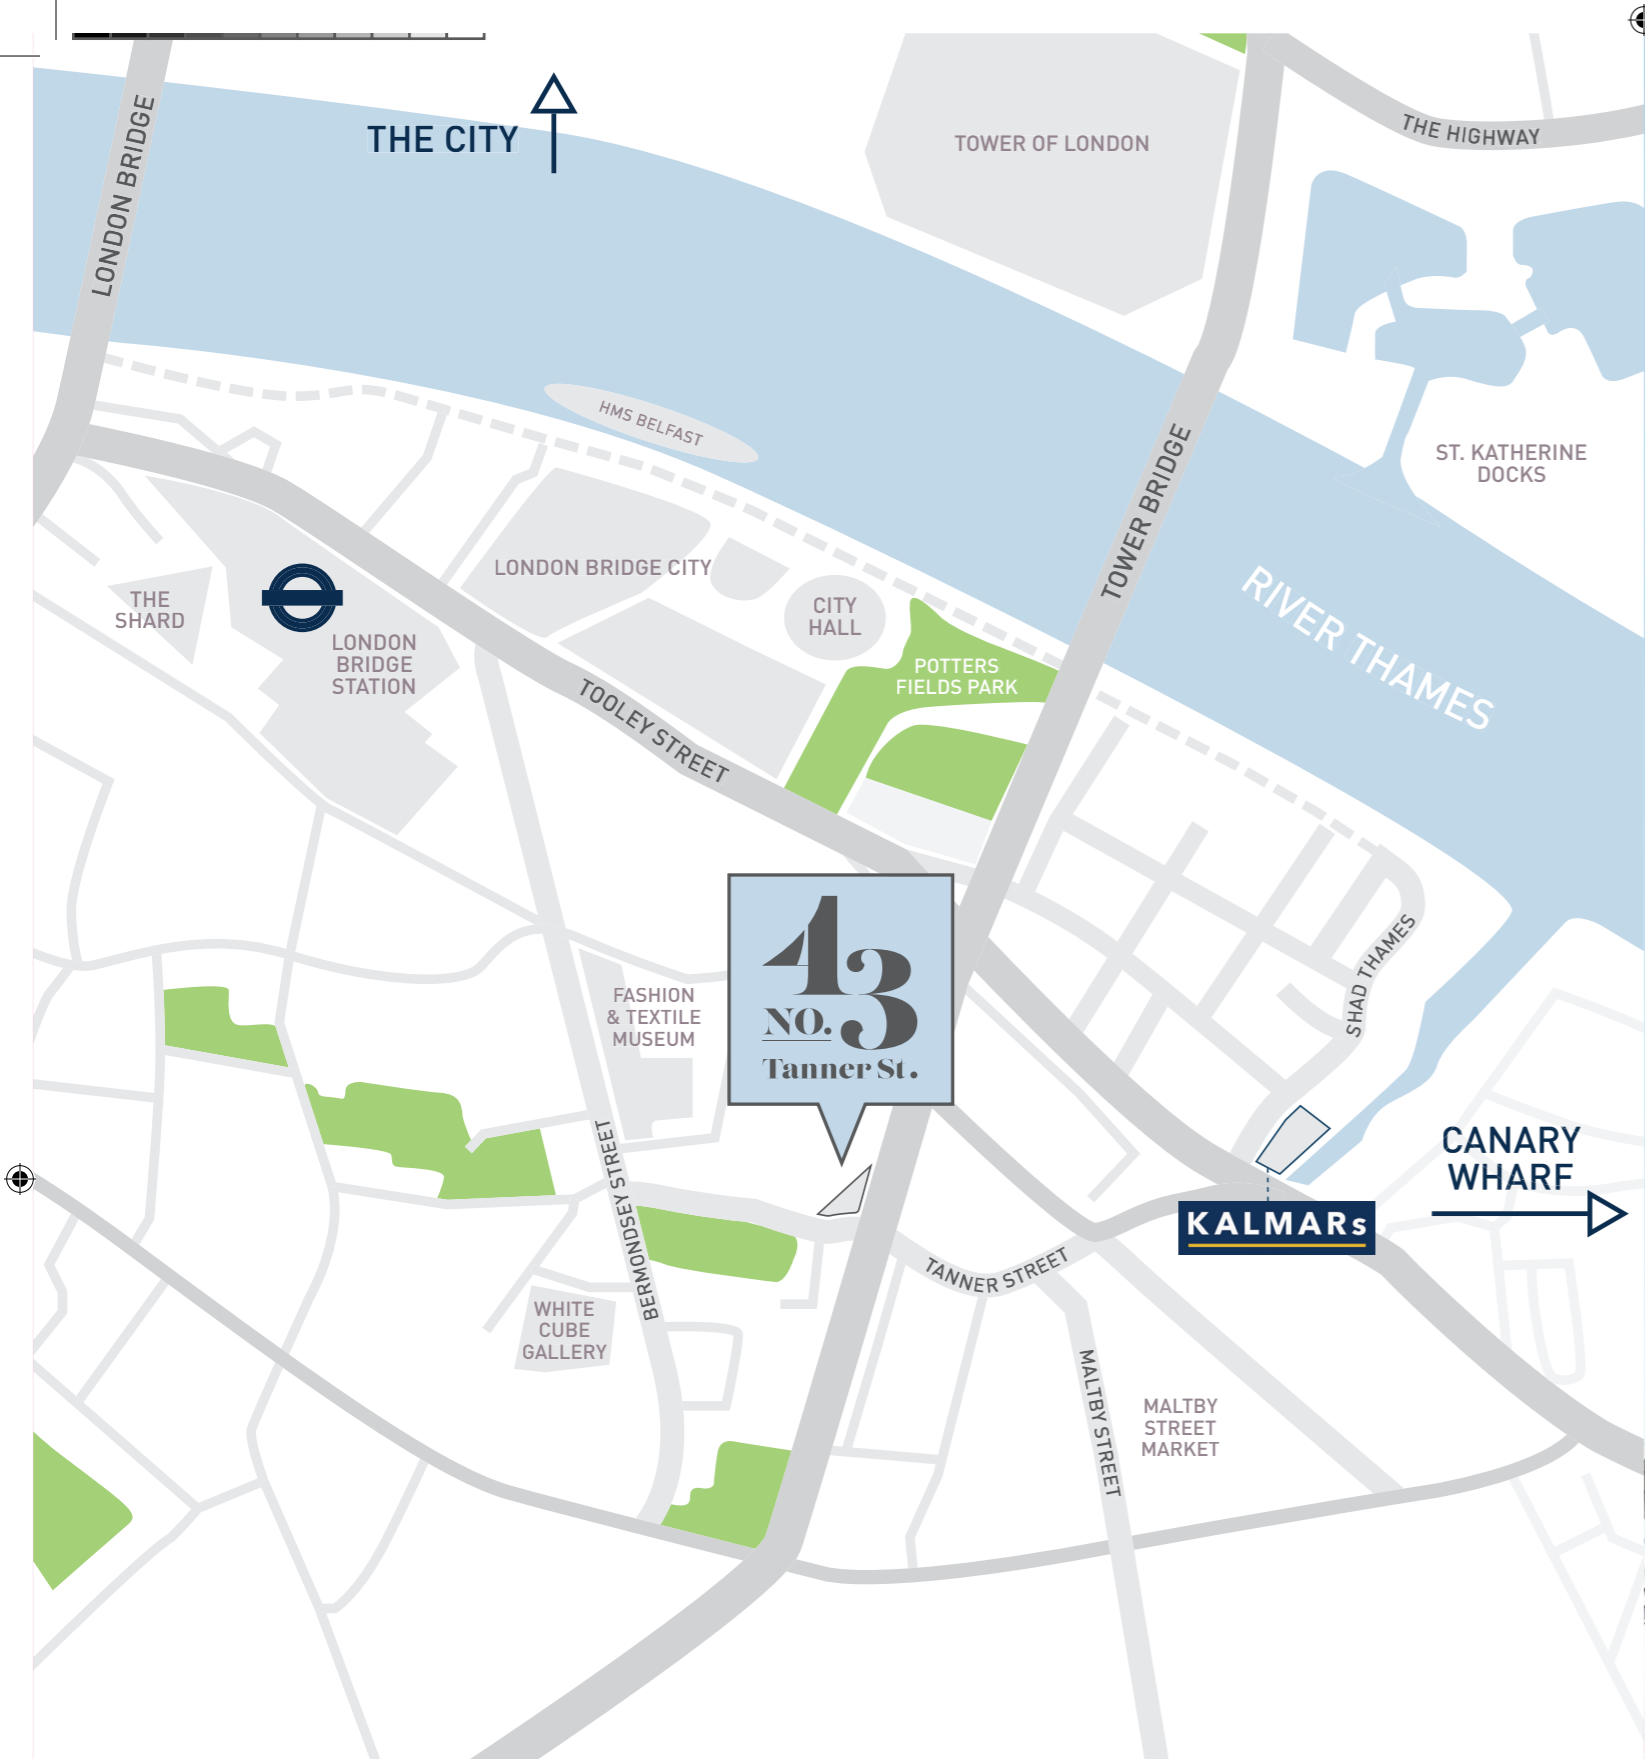 THE CITY
LONDON BRIDGE
TOWER OF LONDON
THE HIGHWAY
HMS BELFAST
TOWER BRIDGE
ST. KATHERINE
DOCKS
RIVER THAMES
LONDON BRIDGE CITY
THE
SHARD
CITY
HALL
LONDON
BRIDGE
STATION
POTTERS
FIELDS PARK
TOOLEY STREET
SHAD THAMES
FASHION
& TEXTILE
MUSEUM
43
NO.
Tanner St.
CANARY
WHARF
BERMONDSEY STREET
KALMARs
TANNER STREET
WHITE
CUBE
GALLERY
MALTBY STREET
MALTBY
STREET
MARKET